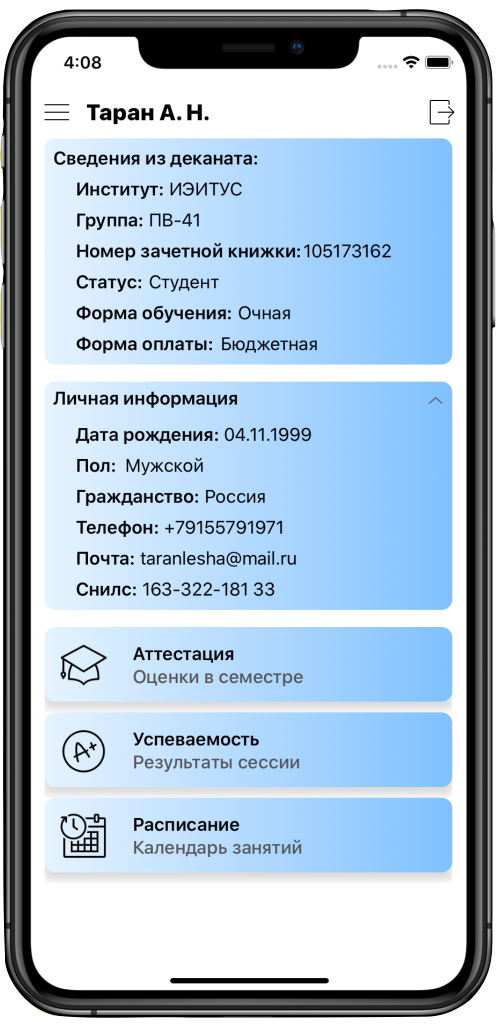 4:08
Таран А. Н.
Сведения из деканата:
Институт: ИЭИТУС
Группа: ПВ-41
Номер зачетной книжки: 105173162
Статус: Студент
Форма обучения: Очная
Форма оплаты: Бюджетная
Личная информация
Дата рождения: 04.11.1999
Пол: Мужской
Гражданство: Россия
Телефон: +79155791971
Почта: taranlesha@mail.ru
Снилс: 163-322-181 33
Аттестация
Оценки в семестре
A+
Успеваемость
Результаты сессии
Расписание
Календарь занятий